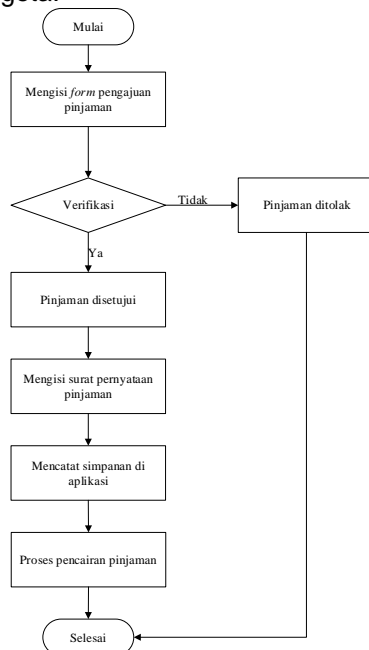 Mulai
Mengisi form pengajuan
pinjaman
Verifikasi
Tidak
Pinjaman ditolak
Ya
Pinjaman disetujui
Mengisi surat pernyataan
pinjaman
Mencatat simpanan di
aplikasi
Proses pencairan pinjaman
Selesai